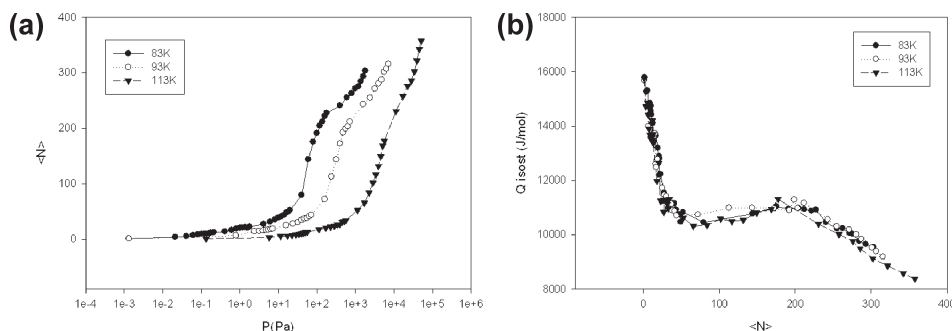 (a)
400
300
200
100
0
<N>
83K
93K
113K
1e-4 1e-3 1e-2 1e-1 1e+0 1e+1 1e+2 1e+3 1e+4 1e+5 1e+6
P(Pa)
(b)
18000
16000
14000
12000
10000
8000
Q isost (J/mol)
83K
93K
113K
0 100 200 300 400
<N>